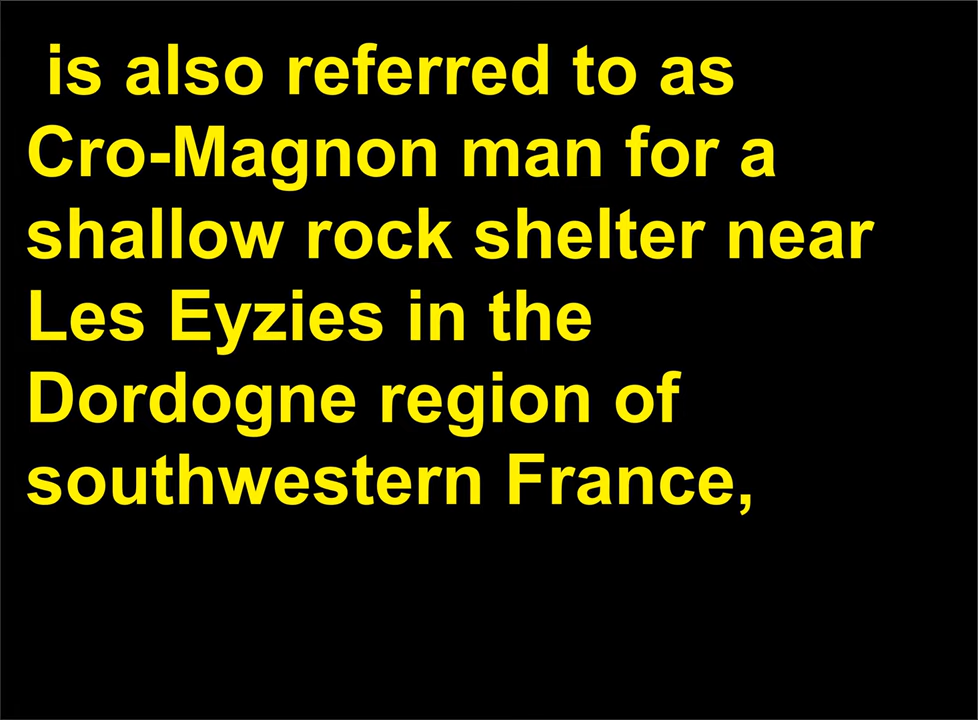 is also referred to as
Cro-Magnon man for a
shallow rock shelter near
Les Eyzies in the
Dordogne region of
southwestern France,